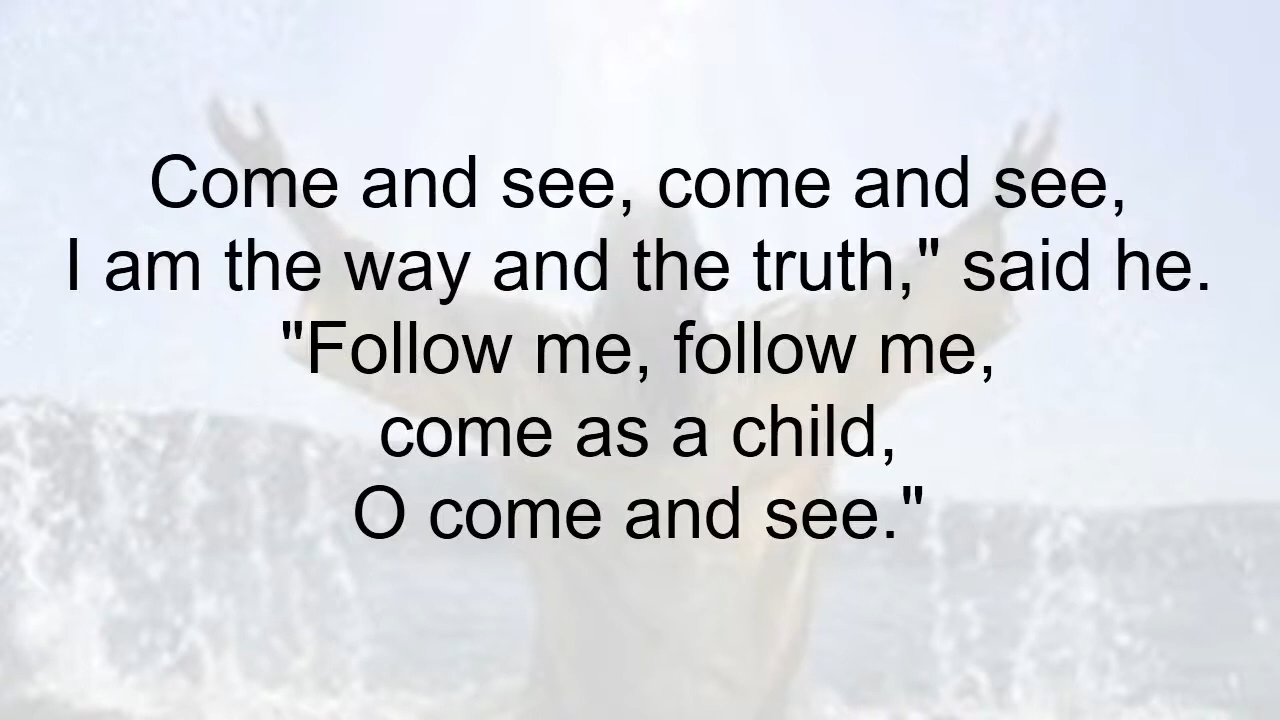 Come and see, come and see,
I am the way and the truth," said he.
"Follow me, follow me,
come as a child,
O come and see."